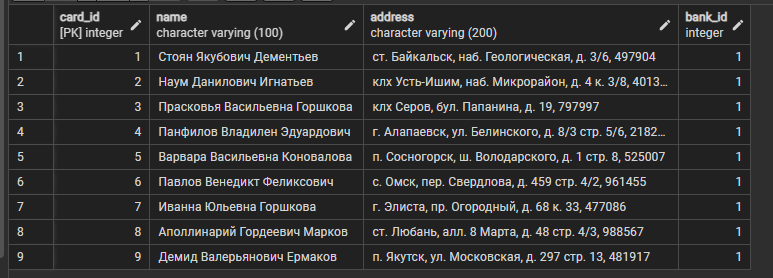 card_id name address bank_id
[PK] integer character varying (100) character varying (200) integer
1 1 Стоян Якубович Дементьев ст. Байкальск, наб. Геологическая, д. 3/6, 497904 1
2 2 Наум Данилович Игнатьев клх Усть-Ишим, наб. Микрорайон, д. 4 к. 3/8, 4013... 1
3 3 Прасковья Васильевна Горшкова клх Серов, бул. Папанина, д. 19, 797997 1
4 4 Панфилов Владилен Эдуардович г. Алапаевск, ул. Белинского, д. 8/3 стр. 5/6, 2182... 1
5 5 Варвара Васильевна Коновалова п. Сосногорск, ш. Володарского, д. 1 стр. 8, 525007 1
6 6 Павлов Венедикт Феликсович с. Омск, пер. Свердлова, д. 459 стр. 4/2, 961455 1
7 7 Иванна Юльевна Горшкова г. Элиста, пр. Огородный, д. 68 к. 33, 477086 1
8 8 Аполлинарий Гордеевич Марков ст. Любань, алл. 8 Марта, д. 48 стр. 4/3, 988567 1
9 9 Демид Валерьянович Ермаков п. Якутск, ул. Московская, д. 297 стр. 13, 481917 1